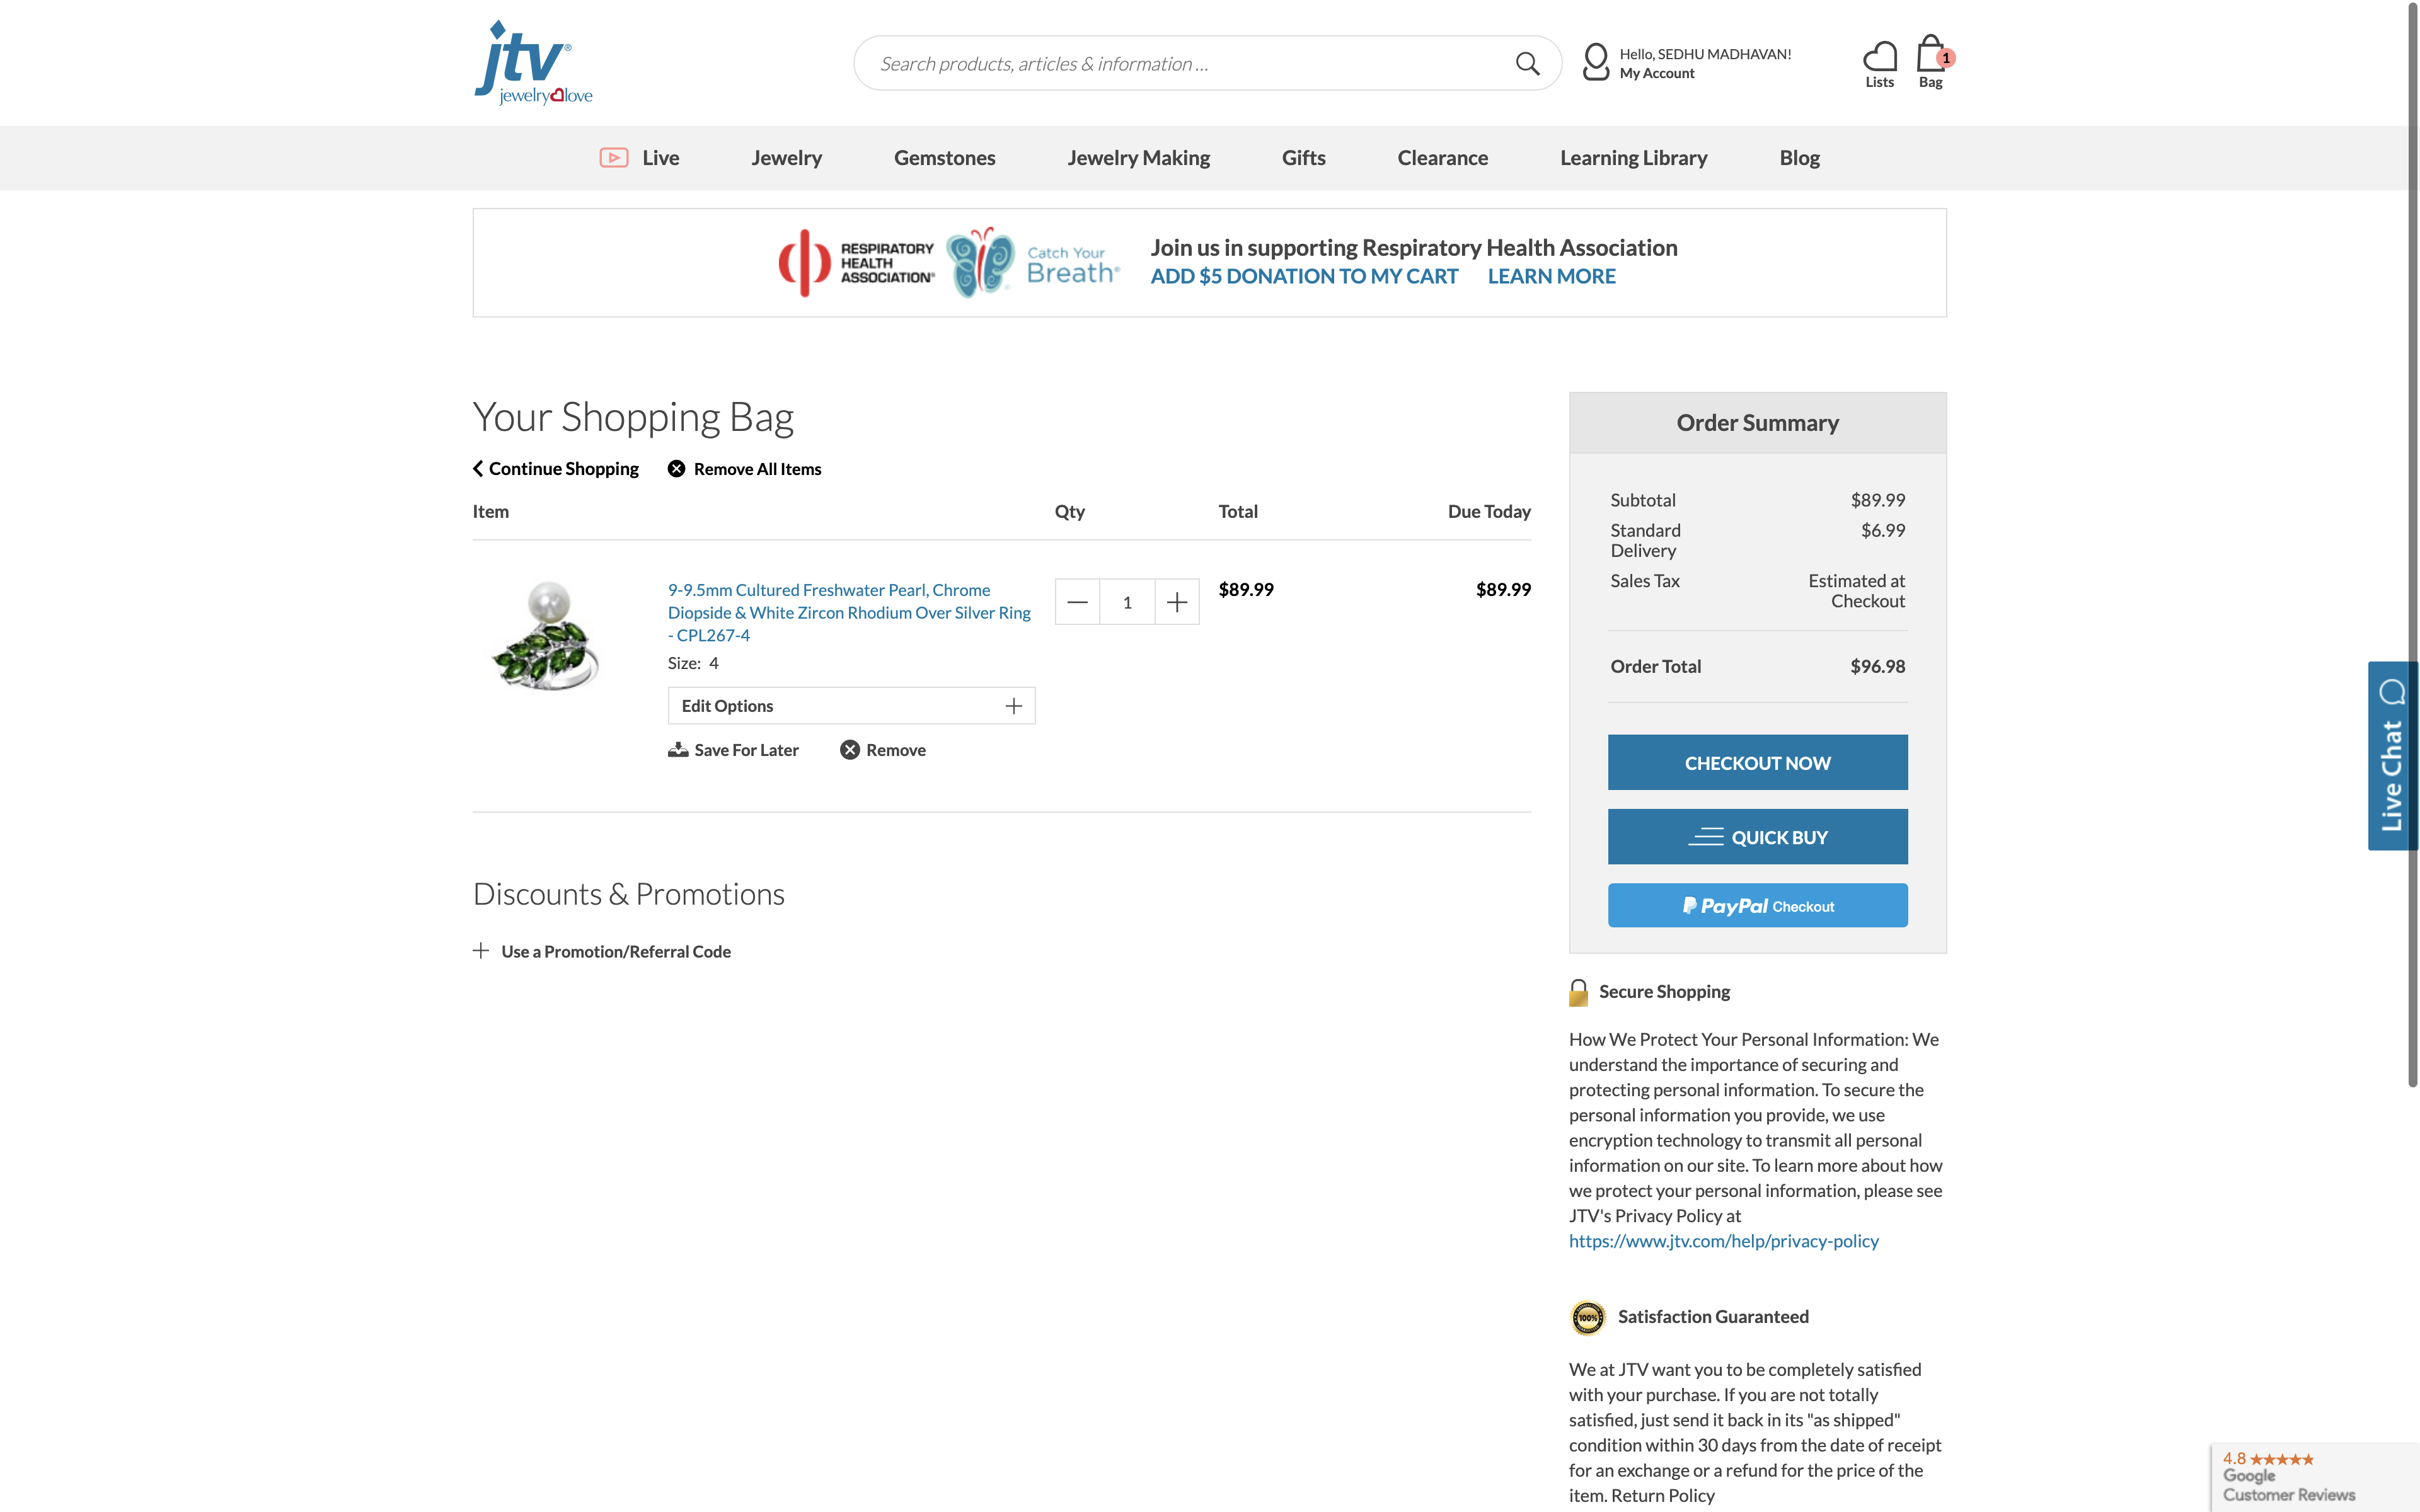 jtv®
jewelry love
Search products, articles & information ...
Hello, SEDHU MADHAVAN!
My Account
Lists
1
Bag
Live
Jewelry
Gemstones
Jewelry Making
Gifts
Clearance
Learning Library
Blog
RESPIRATORY
HEALTH
ASSOCIATION®
Catch Your
Breath®
Join us in supporting Respiratory Health Association
ADD $5 DONATION TO MY CART LEARN MORE
Your Shopping Bag
Continue Shopping Remove All Items
Item Qty Total Due Today
9-9.5mm Cultured Freshwater Pearl, Chrome
Diopside & White Zircon Rhodium Over Silver Ring
- CPL267-4
Size: 4
1
$89.99
$89.99
Edit Options
Save For Later Remove
Discounts & Promotions
Use a Promotion/Referral Code
Order Summary
Subtotal $89.99
Standard $6.99
Delivery
Sales Tax Estimated at
Checkout
Order Total $96.98
CHECKOUT NOW
QUICK BUY
PayPal Checkout
Secure Shopping
How We Protect Your Personal Information: We
understand the importance of securing and
protecting personal information. To secure the
personal information you provide, we use
encryption technology to transmit all personal
information on our site. To learn more about how
we protect your personal information, please see
JTV's Privacy Policy at
https://www.jtv.com/help/privacy-policy
100%
Satisfaction Guaranteed
We at JTV want you to be completely satisfied
with your purchase. If you are not totally
satisfied, just send it back in its "as shipped"
condition within 30 days from the date of receipt
for an exchange or a refund for the price of the
item. Return Policy
Live Chat
4.8
Google
Customer Reviews